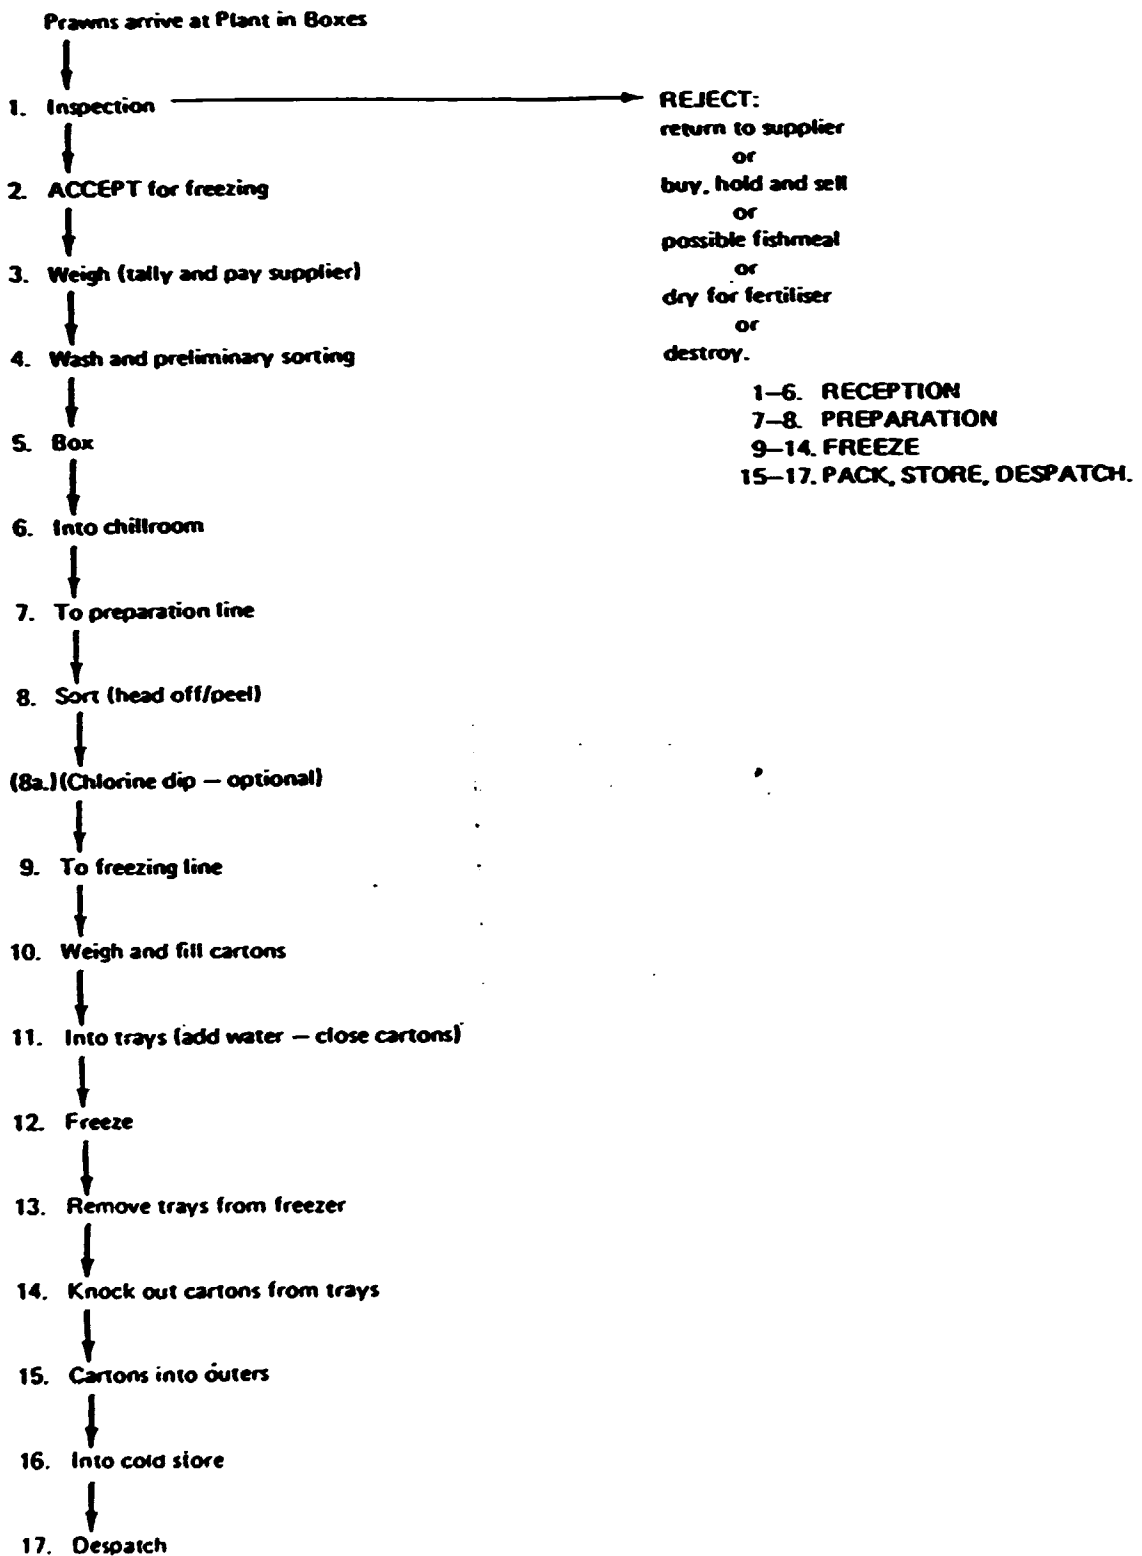 Prawns arrive at Plant in Boxes
1. Inspection
REJECT:
return to supplier
or
buy, hold and sell
or
possible fishmeal
or
dry for fertiliser
or
destroy.
2. ACCEPT for freezing
3. Weigh (tally and pay supplier)
4. Wash and preliminary sorting
1–6. RECEPTION
7–8. PREPARATION
9–14. FREEZE
15–17. PACK, STORE, DESPATCH.
5. Box
6. Into chillroom
7. To preparation line
8. Sort (head off/peel)
(8a.) (Chlorine dip — optional)
9. To freezing line
10. Weigh and fill cartons
11. Into trays (add water — close cartons)
12. Freeze
13. Remove trays from freezer
14. Knock out cartons from trays
15. Cartons into outers
16. Into cold store
17. Despatch